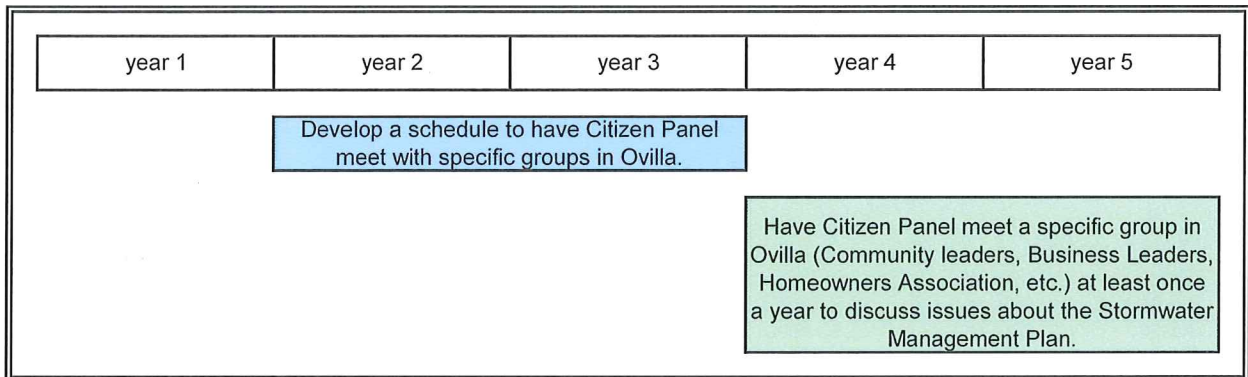 year 1 year 2 year 3 year 4 year 5
Develop a schedule to have Citizen Panel
meet with specific groups in Ovilla.
Have Citizen Panel meet a specific group in
Ovilla (Community leaders, Business Leaders,
Homeowners Association, etc.) at least once
a year to discuss issues about the Stormwater
Management Plan.